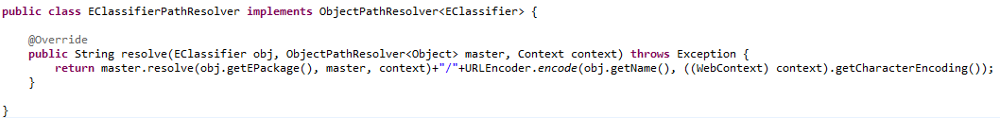 public class EClassifierPathResolver implements ObjectPathResolver<EClassifier> {
@Override
public String resolve(EClassifier obj, ObjectPathResolver<Object> master, Context context) throws Exception {
return master.resolve(obj.getEPackage(), master, context)+"/"+URLEncoder.encode(obj.getName(), ((WebContext) context).getCharacterEncoding());
}
}